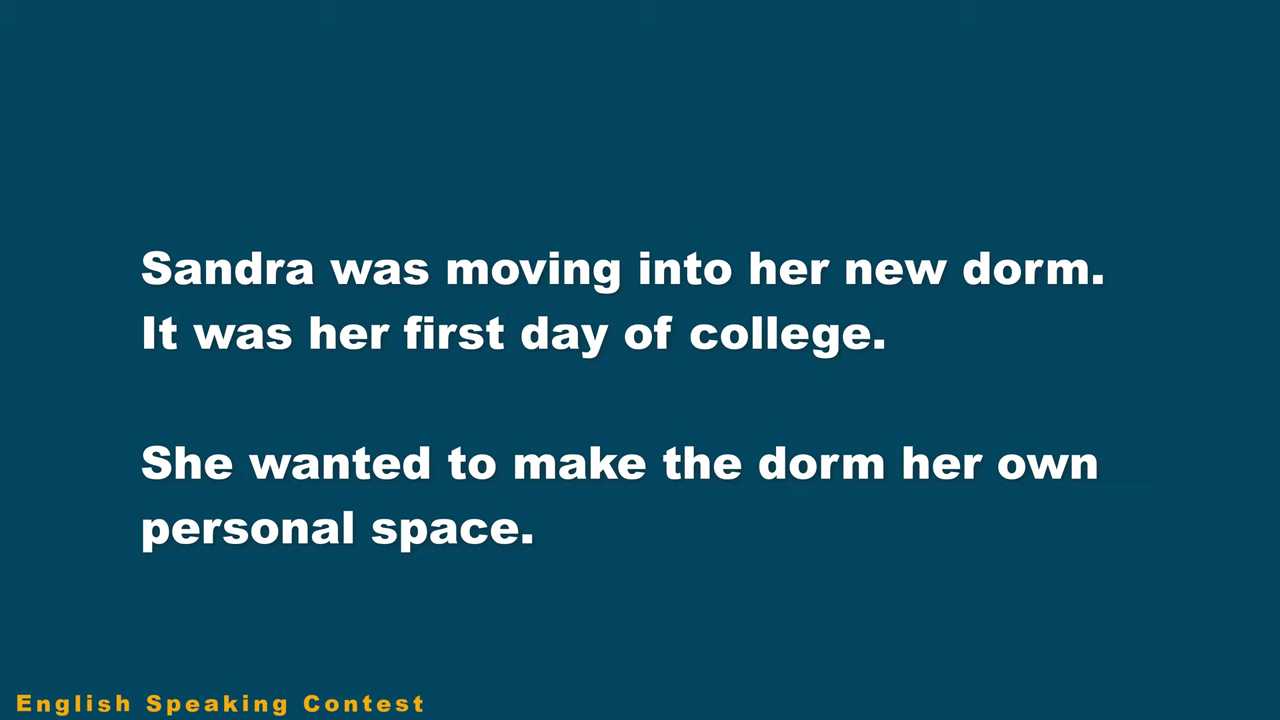 Sandra was moving into her new dorm.
It was her first day of college.
She wanted to make the dorm her own
personal space.
English Speaking Contest